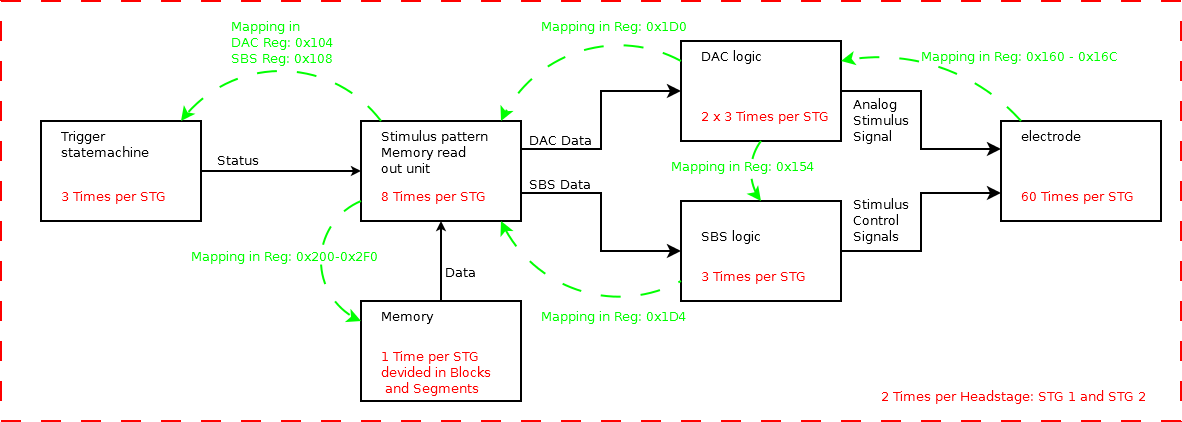 Mapping in
DAC Reg: 0x104
SBS Reg: 0x108
Mapping in Reg: 0x1D0
Mapping in Reg: 0x160 - 0x16C
Trigger
statemachine
3 Times per STG
Status
Stimulus pattern
Memory read
out unit
8 Times per STG
DAC Data
SBS Data
DAC logic
2 x 3 Times per STG
Analog
Stimulus
Signal
electrode
60 Times per STG
Mapping in Reg: 0x154
SBS logic
3 Times per STG
Stimulus
Control
Signals
Mapping in Reg: 0x200-0x2F0
Data
Mapping in Reg: 0x1D4
Memory
1 Time per STG
devided in Blocks
and Segments
2 Times per Headstage: STG 1 and STG 2